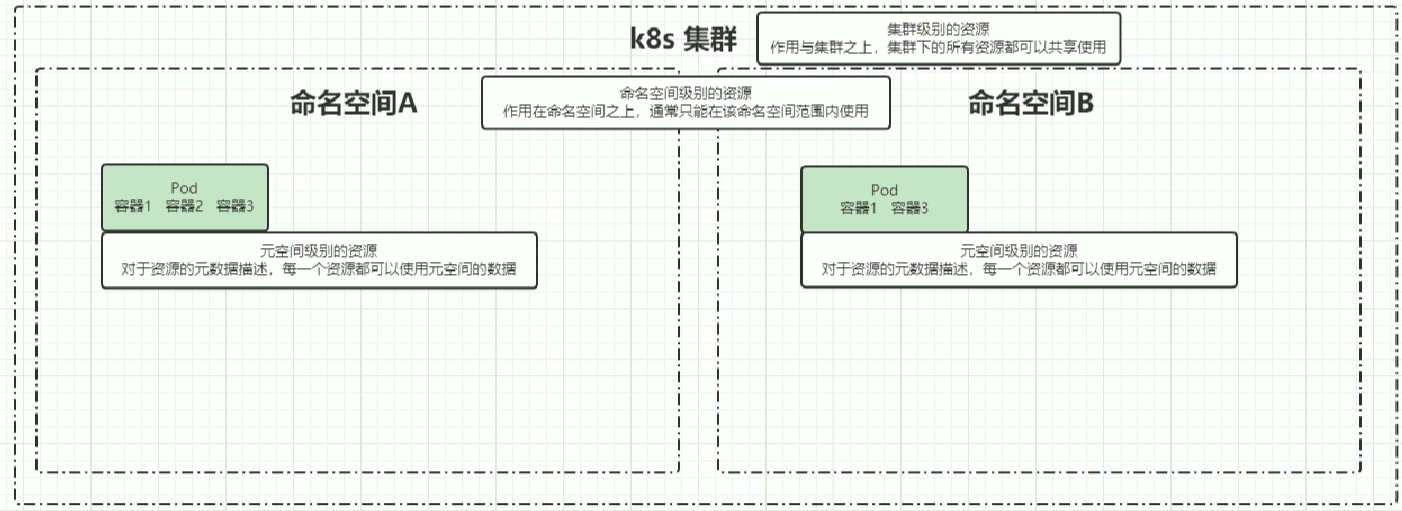 k8s 集群
集群级别的资源
作用与集群之上，集群下的所有资源都可以共享使用
命名空间A
命名空间级别的资源
作用在命名空间之上，通常只能在该命名空间范围内使用
命名空间B
Pod
容器1 容器2 容器3
元空间级别的资源
对于资源的元数据描述，每一个资源都可以使用元空间的数据
Pod
容器1 容器3
元空间级别的资源
对于资源的元数据描述，每一个资源都可以使用元空间的数据